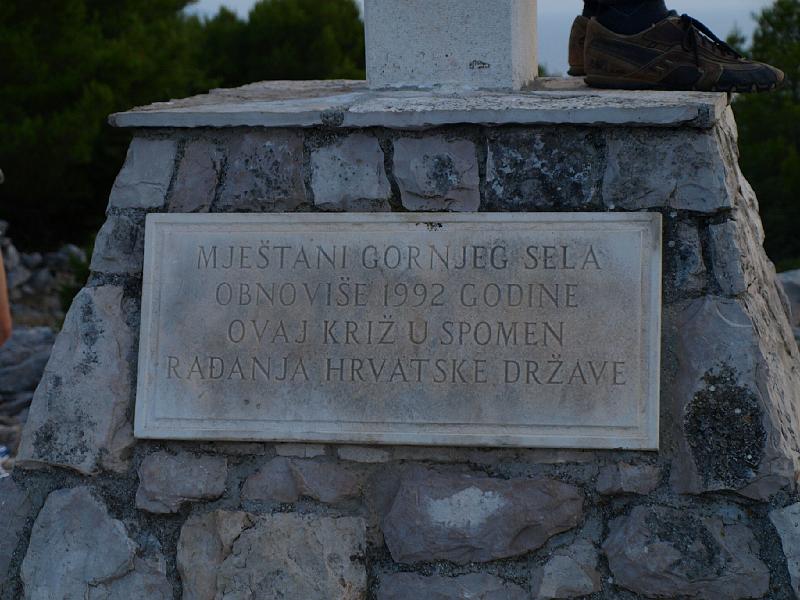 MJEŠTANI GORNJEG SELA
OBNOVIŠE 1992 GODINE
OVAJ KRIŽ U SPOMEN
RAĐANJA HRVATSKE DRŽAVE